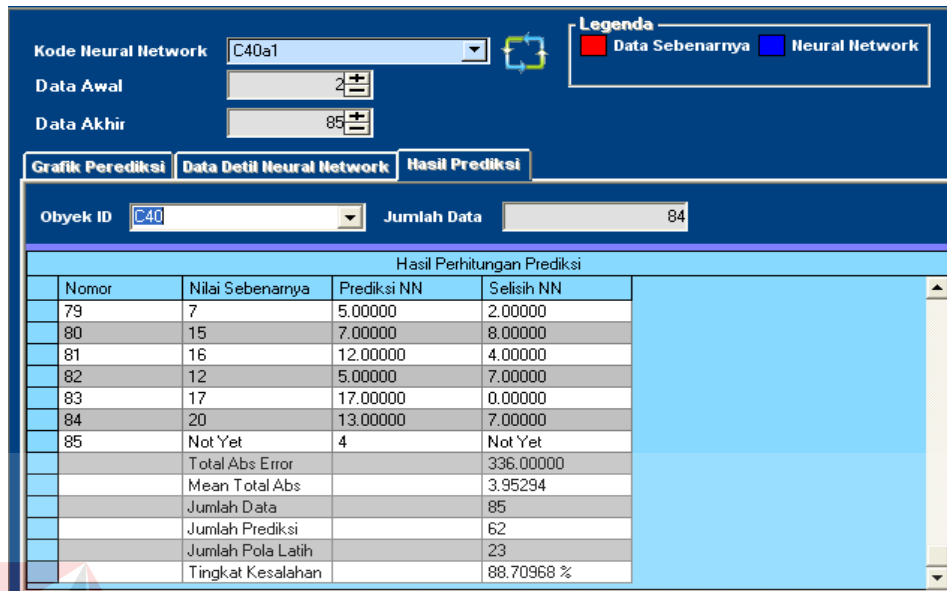 Legenda
Kode Neural Network C40a1 Data Sebenarnya Neural Network
Data Awal 2
Data Akhir 85
Grafik Perediksi Data Detil Neural Network Hasil Prediksi
Obyek ID C40 Jumlah Data 84
Hasil Perhitungan Prediksi
Nomor Nilai Sebenarnya Prediksi NN Selisih NN
79 7 5.00000 2.00000
80 15 7.00000 8.00000
81 16 12.00000 4.00000
82 12 5.00000 7.00000
83 17 17.00000 0.00000
84 20 13.00000 7.00000
85 Not Yet 4 Not Yet
Total Abs Error 336.00000
Mean Total Abs 3.95294
Jumlah Data 85
Jumlah Prediksi 62
Jumlah Pola Latih 23
Tingkat Kesalahan 88.70968 %